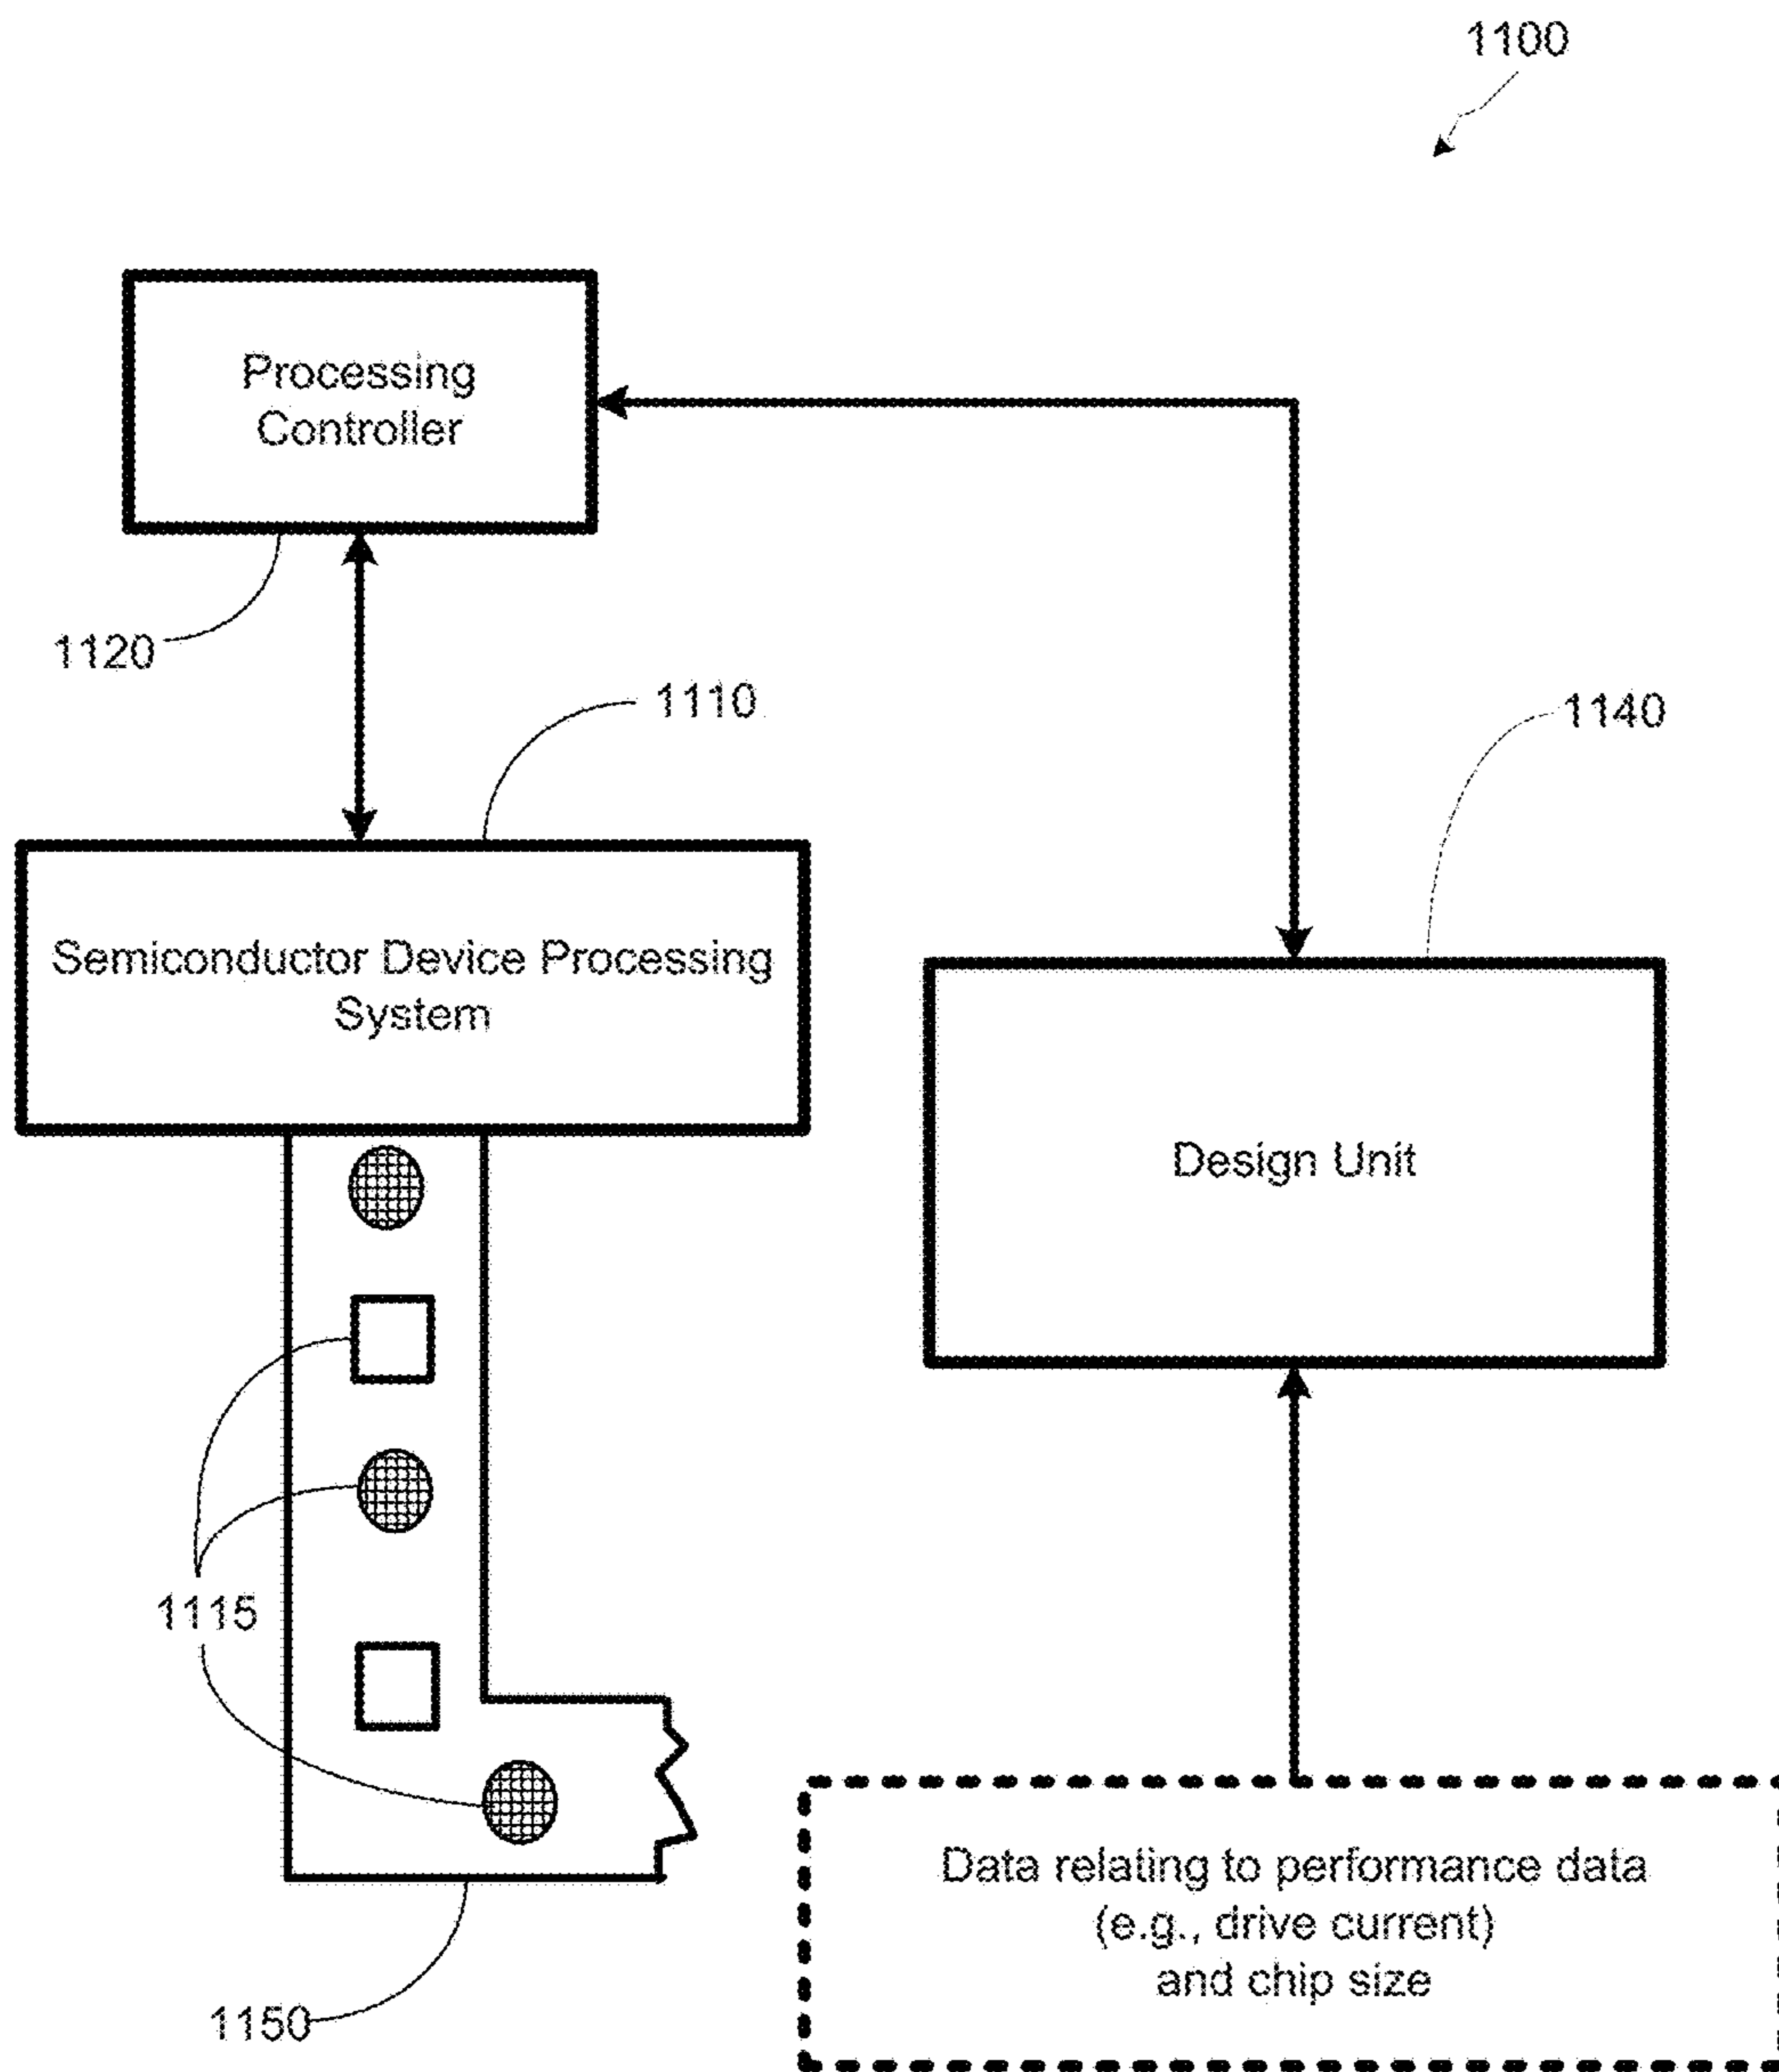 1100
Processing
Controller
1120
1110
1140
Semiconductor Device Processing
System
Design Unit
1115
Data relating to performance data
(e.g., drive current)
and chip size
1150